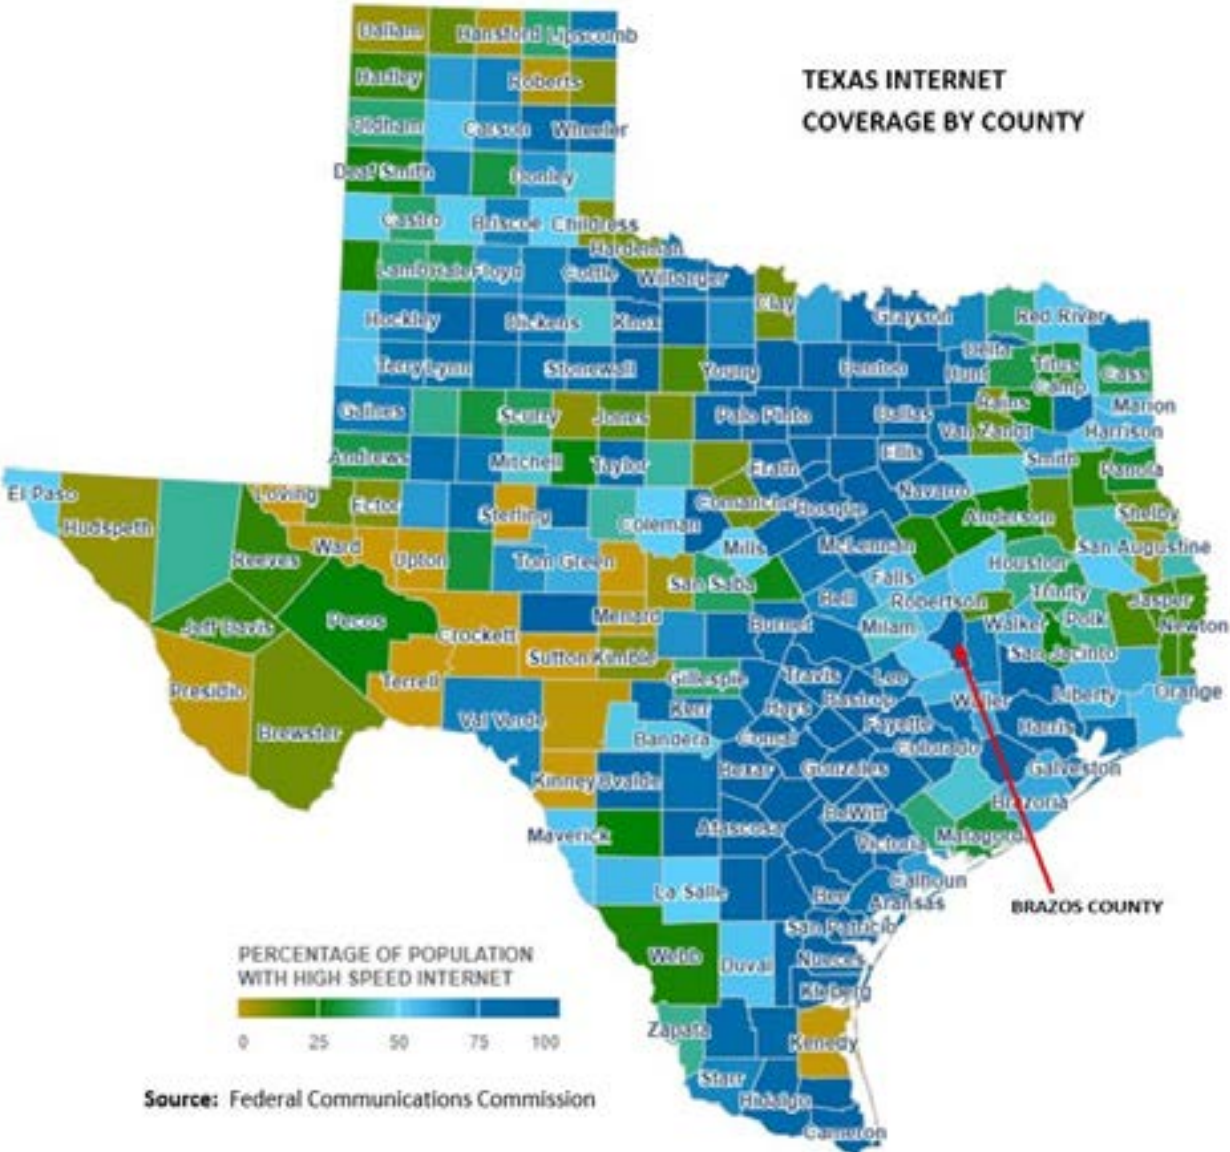 Dallam Hansford Lipscomb
TEXAS INTERNET
COVERAGE BY COUNTY
Hartley Roberts
Oldham Carson Wheeler
Deaf Smith Donley
Castro Briscoe Childress
Hardeman
Lamb Hale Floyd Cottle Wilbarger
Clay
Hockley Dickens Knox Grayson Red River
Terry Lynn Stonewall Young Denton Delta Hunt Titus Camp Cass
Gaines Scurry Jones Palo Pinto Dallas Rains Marion
Van Zandt Harrison
Andrews Mitchell Taylor Erath Ellis Smith Panola
El Paso Loving Ector Sterling Coleman Comanche Bosque Navarro
Hudspeth Anderson Shelby
Reeves Ward Upton Tom Green Mills McLennan Houston San Augustine
San Saba Falls
Jeff Davis Pecos Menard Bell Robertson Trinity Jasper
Crockett Burnet Milam Walker Polk Newton
Sutton Kimble San Jacinto
Presidio Terrell Gillespie Travis Lee Liberty Orange
Brewster Val Verde Kerr Hays Bastrop Waller
Bandera Comal Fayette Harris
Colorado
Kinney Uvalde Bexar Gonzales Galveston
Brazoria
Maverick Atascosa DeWitt
Victoria Matagorda
La Salle Bee Calhoun
Aransas
BRAZOS COUNTY
San Patricio
Webb Duval Nueces
Kleberg
Zapata Kenedy
Starr
Hidalgo
Cameron
PERCENTAGE OF POPULATION
WITH HIGH SPEED INTERNET
0 25 50 75 100
Source: Federal Communications Commission